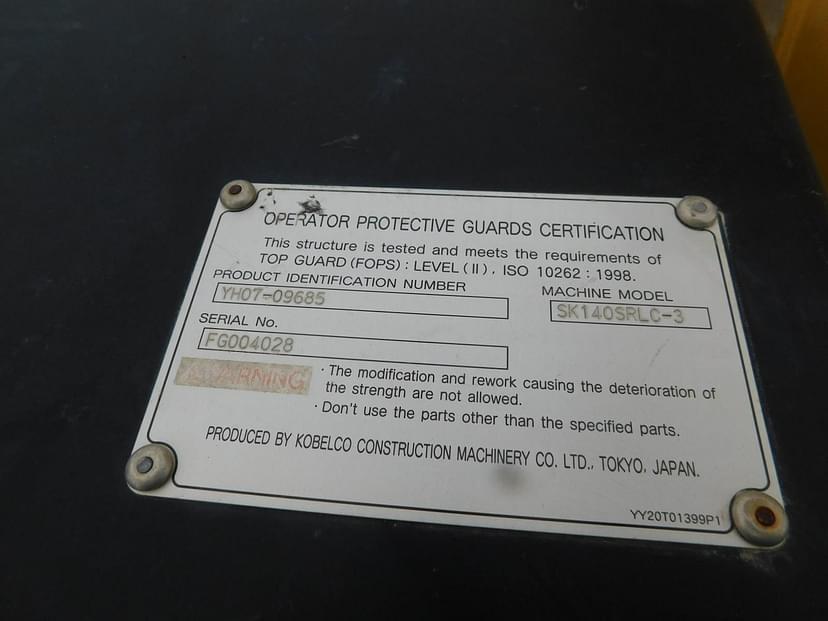 OPERATOR PROTECTIVE GUARDS CERTIFICATION
This structure is tested and meets the requirements of
TOP GUARD (FOPS) : LEVEL (II), ISO 10262 : 1998.
PRODUCT IDENTIFICATION NUMBER
YH07-09685
MACHINE MODEL
SK140SRLC-3
SERIAL No.
FG004028
WARNING
· The modification and rework causing the deterioration of
the strength are not allowed.
· Don't use the parts other than the specified parts.
PRODUCED BY KOBELCO CONSTRUCTION MACHINERY CO. LTD., TOKYO, JAPAN.
YY20T01399P1